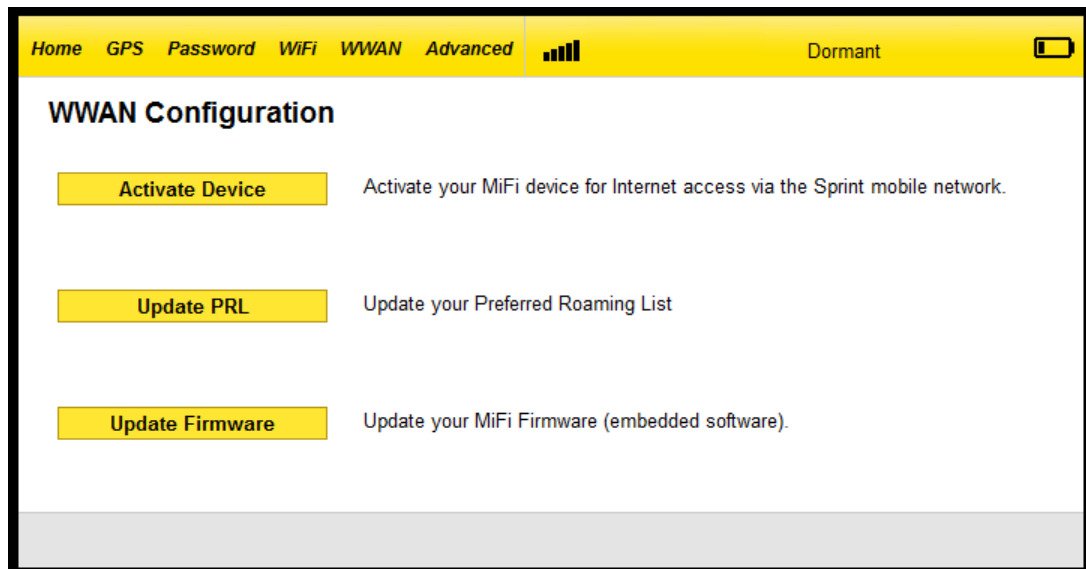 Home GPS Password WiFi WWAN Advanced Dormant
WWAN Configuration
Activate Device Activate your MiFi device for Internet access via the Sprint mobile network.
Update PRL Update your Preferred Roaming List
Update Firmware Update your MiFi Firmware (embedded software).